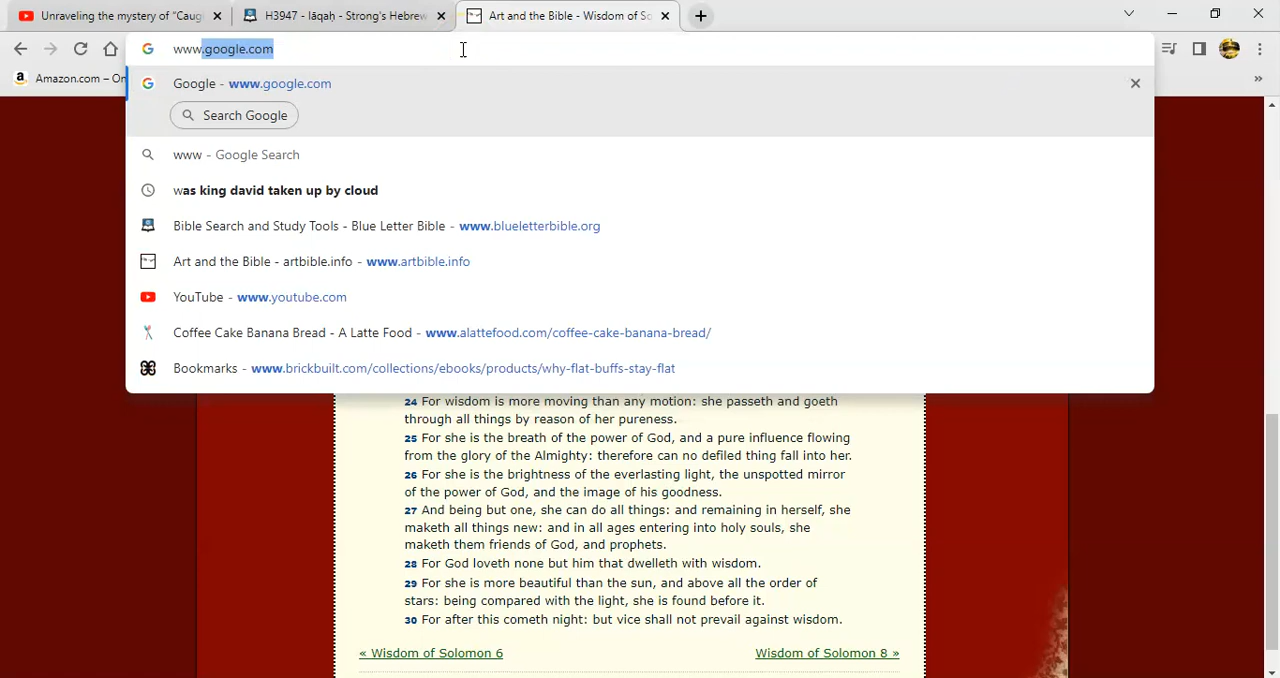 Unraveling the mystery of “Caug
H3947 - lāqaḥ - Strong's Hebrew
Art and the Bible - Wisdom of So
www.google.com
Amazon.com – On
Google - www.google.com
Search Google
www - Google Search
was king david taken up by cloud
Bible Search and Study Tools - Blue Letter Bible - www.blueletterbible.org
Art and the Bible - artbible.info - www.artbible.info
YouTube - www.youtube.com
Coffee Cake Banana Bread - A Latte Food - www.alattefood.com/coffee-cake-banana-bread/
Bookmarks - www.brickbuilt.com/collections/ebooks/products/why-flat-buffs-stay-flat
24 For wisdom is more moving than any motion: she passeth and goeth
through all things by reason of her pureness.
25 For she is the breath of the power of God, and a pure influence flowing
from the glory of the Almighty: therefore can no defiled thing fall into her.
26 For she is the brightness of the everlasting light, the unspotted mirror
of the power of God, and the image of his goodness.
27 And being but one, she can do all things: and remaining in herself, she
maketh all things new: and in all ages entering into holy souls, she
maketh them friends of God, and prophets.
28 For God loveth none but him that dwelleth with wisdom.
29 For she is more beautiful than the sun, and above all the order of
stars: being compared with the light, she is found before it.
30 For after this cometh night: but vice shall not prevail against wisdom.
« Wisdom of Solomon 6
Wisdom of Solomon 8 »